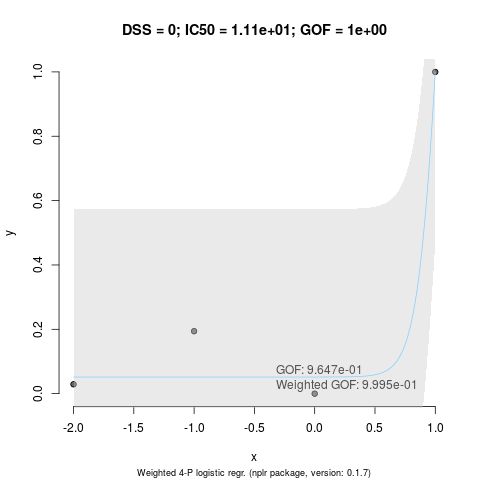 DSS = 0; IC50 = 1.11e+01; GOF = 1e+00
1.0
0.8
0.6
y
0.4
0.2
GOF: 9.647e-01
Weighted GOF: 9.995e-01
0.0
-2.0 -1.5 -1.0 -0.5 0.0 0.5 1.0
x
Weighted 4-P logistic regr. (nplr package, version: 0.1.7)